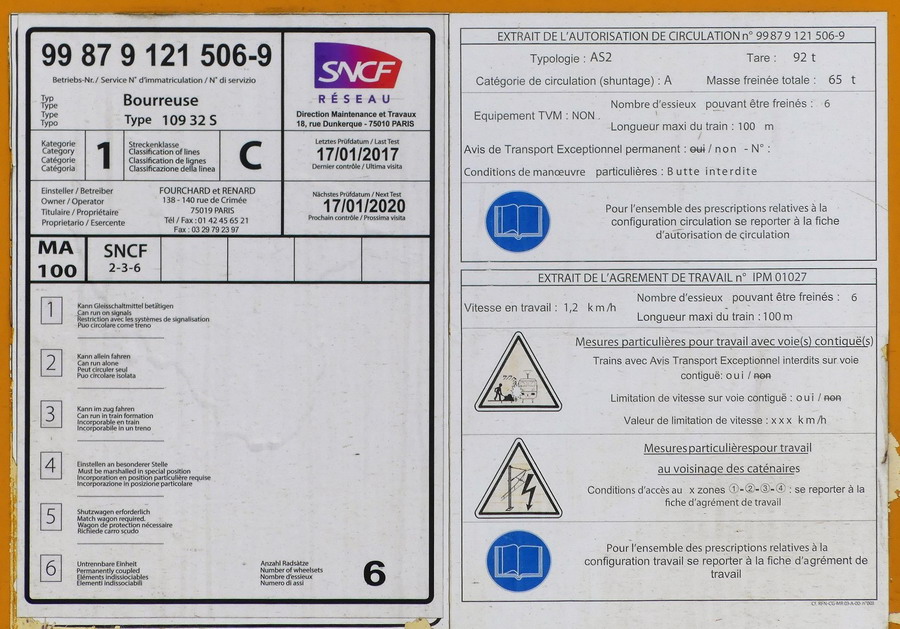 99 87 9 121 506-9
Betriebs-Nr. / Service N° d'immatriculation / N° di servizio
Typ
Type
Type
Typo
Bourreuse
Type 109 32 S
SNCF
RÉSEAU
Direction Maintenance et Travaux
18, rue Dunkerque - 75010 PARIS
Kategorie
Category
Catégorie
Catégoria
1
Streckenklasse
Classification of lines
Classification de lignes
Classificazione della linea
C
Letztes Prüfdatum / Last Test
17/01/2017
Dernier contrôle / Ultima visita
Einsteller / Betreiber
Owner / Operator
Titulaire / Propriétaire
Proprietario / Esercente
FOURCHARD et RENARD
138 - 140 rue de Crimée
75019 PARIS
Tél / Fax : 01 42 45 65 21
Fax : 03 29 79 23 97
Nächstes Prüfdatum / Next Test
17/01/2020
Prochain contrôle / Prossima visita
MA
100
SNCF
2-3-6
1
Kann Gleisschaltmittel betätigen
Can run on signals
Restriction avec les systèmes de signalisation
Puo circolare come treno
2
Kann allein fahren
Can run alone
Peut circuler seul
Puo circolare isolata
3
Kann im zug fahren
Can run in train formation
Incorporable en train
Incorporabile in un treno
4
Einstellen an besonderer Stelle
Must be marshalled in special position
Incorporation en position particulière requise
Incorporazione in posizione particolare
5
Shutzwagen erforderlich
Match wagon required.
Wagon de protection nécessaire
Richiede carro scudo
6
Untrennbare Einheit
Permanently coupled
Eléments indissociables
Elementi indissociabili
Anzahl Radsätze
Number of wheelsets
Nombre d'essieux
Numero di assi
6
EXTRAIT DE L'AUTORISATION DE CIRCULATION n° 99 87 9 121 506-9
Typologie : AS2 Tare : 92 t
Catégorie de circulation (shuntage) : A Masse freinée totale : 65 t
Equipement TVM : NON .
Nombre d'essieux pouvant être freinés : 6
Longueur maxi du train : 100 m
Avis de Transport Exceptionnel permanent : oui / non - N° :
Conditions de manœuvre particulières : Butte interdite
Pour l'ensemble des prescriptions relatives à la
configuration circulation se reporter à la fiche
d'autorisation de circulation
EXTRAIT DE L'AGREMENT DE TRAVAIL n° IPM 01027
Vitesse en travail : 1,2 km/h
Nombre d'essieux pouvant être freinés : 6
Longueur maxi du train : 100 m
Mesures particulières pour travail avec voie(s) contiguë(s)
Trains avec Avis Transport Exceptionnel interdits sur voie
contiguë: oui / non
Limitation de vitesse sur voie contiguë : oui / non
Valeur de limitation de vitesse : xxx km/h
Mesures particulières pour travail
au voisinage des caténaires
Conditions d'accès au x zones ①-②-③-④ : se reporter à la
fiche d'agrément de travail
Pour l'ensemble des prescriptions relatives à la
configuration travail se reporter à la fiche d'agrément de
travail